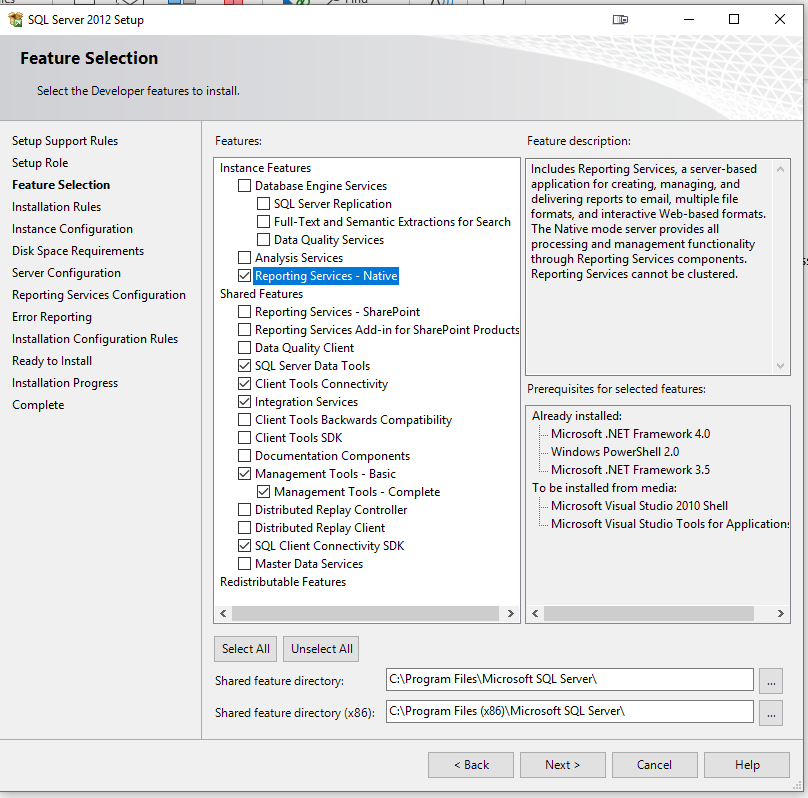 SQL Server 2012 Setup
Feature Selection
Select the Developer features to install.
Setup Support Rules
Setup Role
Feature Selection
Installation Rules
Instance Configuration
Disk Space Requirements
Server Configuration
Reporting Services Configuration
Error Reporting
Installation Configuration Rules
Ready to Install
Installation Progress
Complete
Features:
Instance Features
Database Engine Services
SQL Server Replication
Full-Text and Semantic Extractions for Search
Data Quality Services
Analysis Services
Reporting Services - Native
Shared Features
Reporting Services - SharePoint
Reporting Services Add-in for SharePoint Products
Data Quality Client
SQL Server Data Tools
Client Tools Connectivity
Integration Services
Client Tools Backwards Compatibility
Client Tools SDK
Documentation Components
Management Tools - Basic
Management Tools - Complete
Distributed Replay Controller
Distributed Replay Client
SQL Client Connectivity SDK
Master Data Services
Redistributable Features
Feature description:
Includes Reporting Services, a server-based
application for creating, managing, and
delivering reports to email, multiple file
formats, and interactive Web-based formats.
The Native mode server provides all
processing and management functionality
through Reporting Services components.
Reporting Services cannot be clustered.
Prerequisites for selected features:
Already installed:
Microsoft .NET Framework 4.0
Windows PowerShell 2.0
Microsoft .NET Framework 3.5
To be installed from media:
Microsoft Visual Studio 2010 Shell
Microsoft Visual Studio Tools for Applications
Select All
Unselect All
Shared feature directory:
C:\Program Files\Microsoft SQL Server\
...
Shared feature directory (x86):
C:\Program Files (x86)\Microsoft SQL Server\
...
< Back
Next >
Cancel
Help